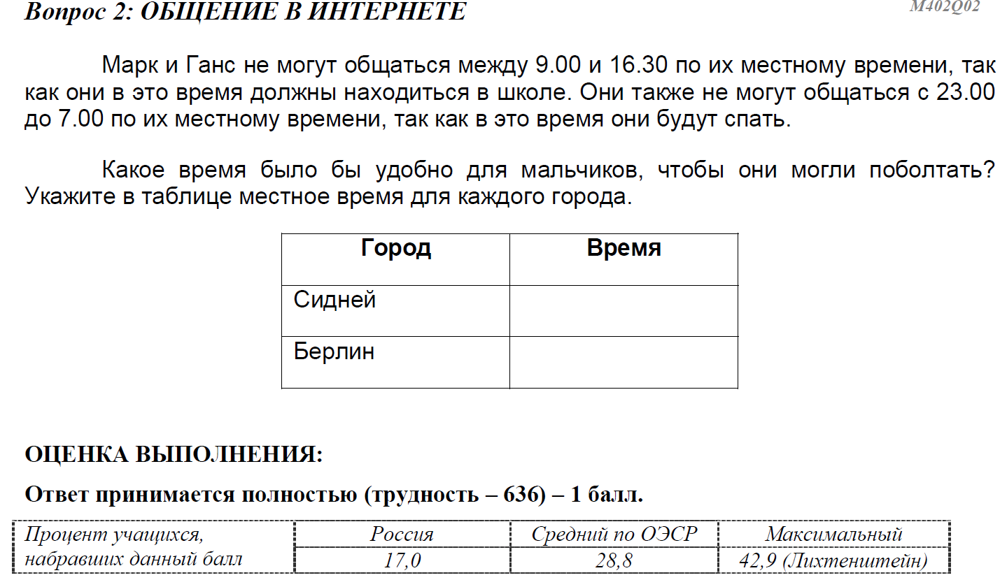 Вопрос 2: ОБЩЕНИЕ В ИНТЕРНЕТЕ
M402Q02
Марк и Ганс не могут общаться между 9.00 и 16.30 по их местному времени, так
как они в это время должны находиться в школе. Они также не могут общаться с 23.00
до 7.00 по их местному времени, так как в это время они будут спать.
Какое время было бы удобно для мальчиков, чтобы они могли поболтать?
Укажите в таблице местное время для каждого города.
Город Время
Сидней
Берлин
ОЦЕНКА ВЫПОЛНЕНИЯ:
Ответ принимается полностью (трудность – 636) – 1 балл.
Процент учащихся, Россия Средний по ОЭСР Максимальный
набравших данный балл 17,0 28,8 42,9 (Лихтенштейн)